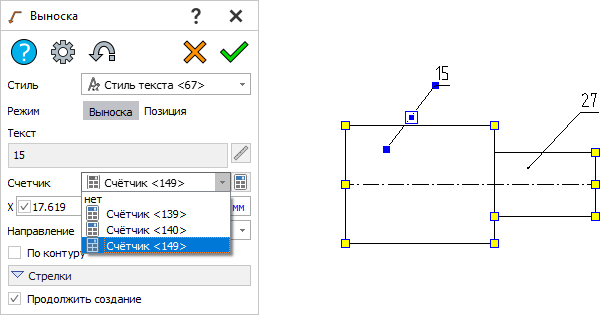 Выноска
?
X
?
Стиль
Стиль текста <67>
Режим
Выноска
Позиция
Текст
15
Счетчик
Счётчик <149>
X
17.619
мм
нет
Счётчик <139>
Счётчик <140>
Счётчик <149>
Направление
По контуру
Стрелки
Продолжить создание
15
27